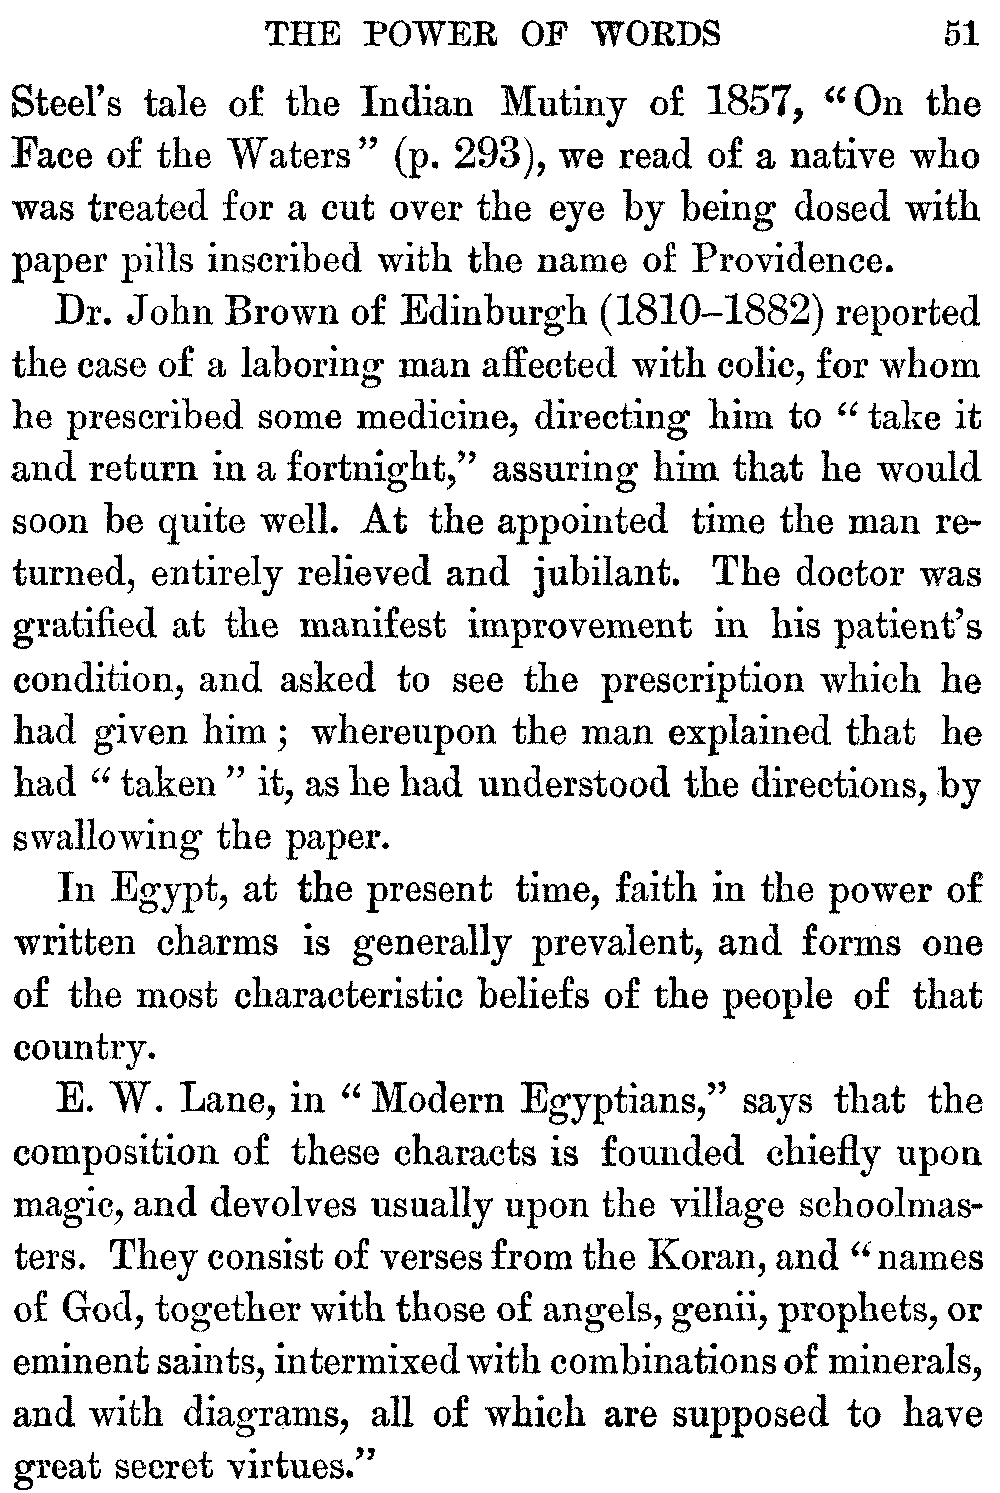 THE POWER OF WORDS 51
Steel's tale of the Indian Mutiny of 1857, "On the
Face of the Waters" (p. 293), we read of a native who
was treated for a cut over the eye by being dosed with
paper pills inscribed with the name of Providence.
Dr. John Brown of Edinburgh (1810–1882) reported
the case of a laboring man affected with colic, for whom
he prescribed some medicine, directing him to "take it
and return in a fortnight," assuring him that he would
soon be quite well. At the appointed time the man re-
turned, entirely relieved and jubilant. The doctor was
gratified at the manifest improvement in his patient's
condition, and asked to see the prescription which he
had given him; whereupon the man explained that he
had "taken" it, as he had understood the directions, by
swallowing the paper.
In Egypt, at the present time, faith in the power of
written charms is generally prevalent, and forms one
of the most characteristic beliefs of the people of that
country.
E. W. Lane, in "Modern Egyptians," says that the
composition of these characts is founded chiefly upon
magic, and devolves usually upon the village schoolmas-
ters. They consist of verses from the Koran, and "names
of God, together with those of angels, genii, prophets, or
eminent saints, intermixed with combinations of minerals,
and with diagrams, all of which are supposed to have
great secret virtues."